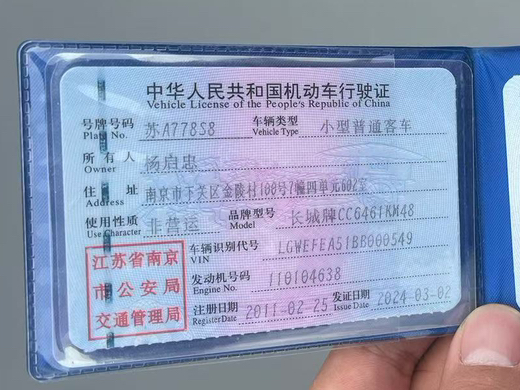 中华人民共和国机动车行驶证
Vehicle License of the People's Republic of China
号牌号码 Plate No. 苏A778S8 车辆类型 Vehicle Type 小型普通客车
所有人 Owner 杨启忠
住址 Address 南京市下关区金陵村108号7幢四单元602室
使用性质 Use Character 非营运 品牌型号 Model 长城牌CC6461KM48
车辆识别代号 VIN LGWEFEA51BB000549
发动机号码 Engine No. 110104638
注册日期 Register Date 2011-02-25 发证日期 Issue Date 2024-03-02
江苏省南京
市公安局
交通管理局